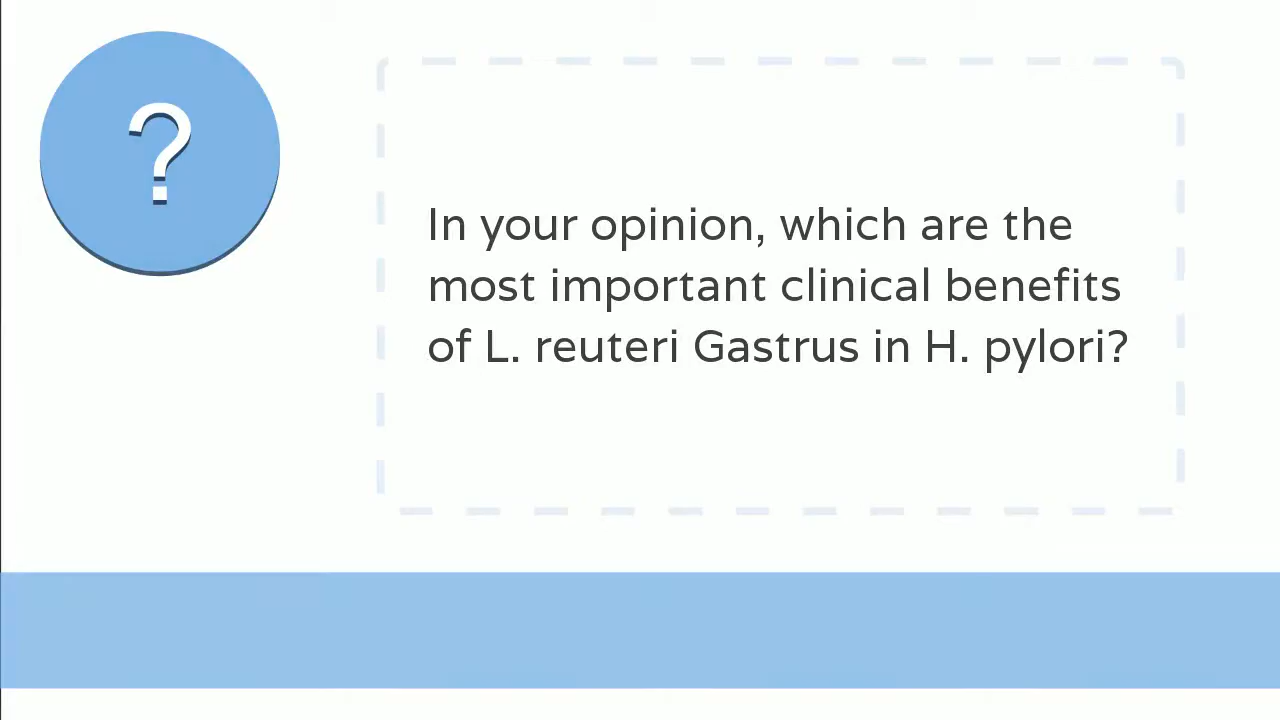 ?
In your opinion, which are the
most important clinical benefits
of L. reuteri Gastrus in H. pylori?